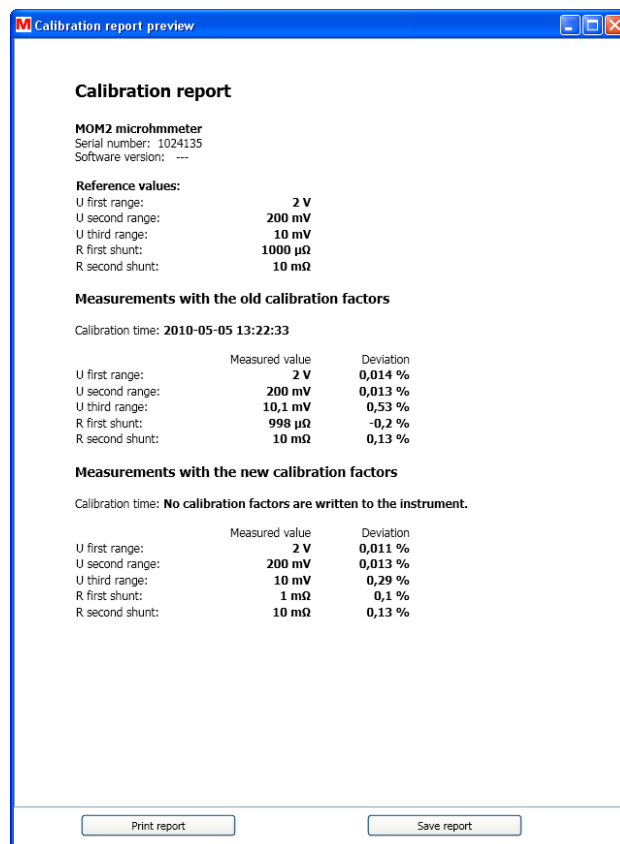 M Calibration report preview
Calibration report
MOM2 microhmmeter
Serial number: 1024135
Software version: ---
Reference values:
U first range: 2 V
U second range: 200 mV
U third range: 10 mV
R first shunt: 1000 µΩ
R second shunt: 10 mΩ
Measurements with the old calibration factors
Calibration time: 2010-05-05 13:22:33
Measured value Deviation
U first range: 2 V 0,014 %
U second range: 200 mV 0,013 %
U third range: 10,1 mV 0,53 %
R first shunt: 998 µΩ -0,2 %
R second shunt: 10 mΩ 0,13 %
Measurements with the new calibration factors
Calibration time: No calibration factors are written to the instrument.
Measured value Deviation
U first range: 2 V 0,011 %
U second range: 200 mV 0,013 %
U third range: 10 mV 0,29 %
R first shunt: 1 mΩ 0,1 %
R second shunt: 10 mΩ 0,13 %
Print report Save report